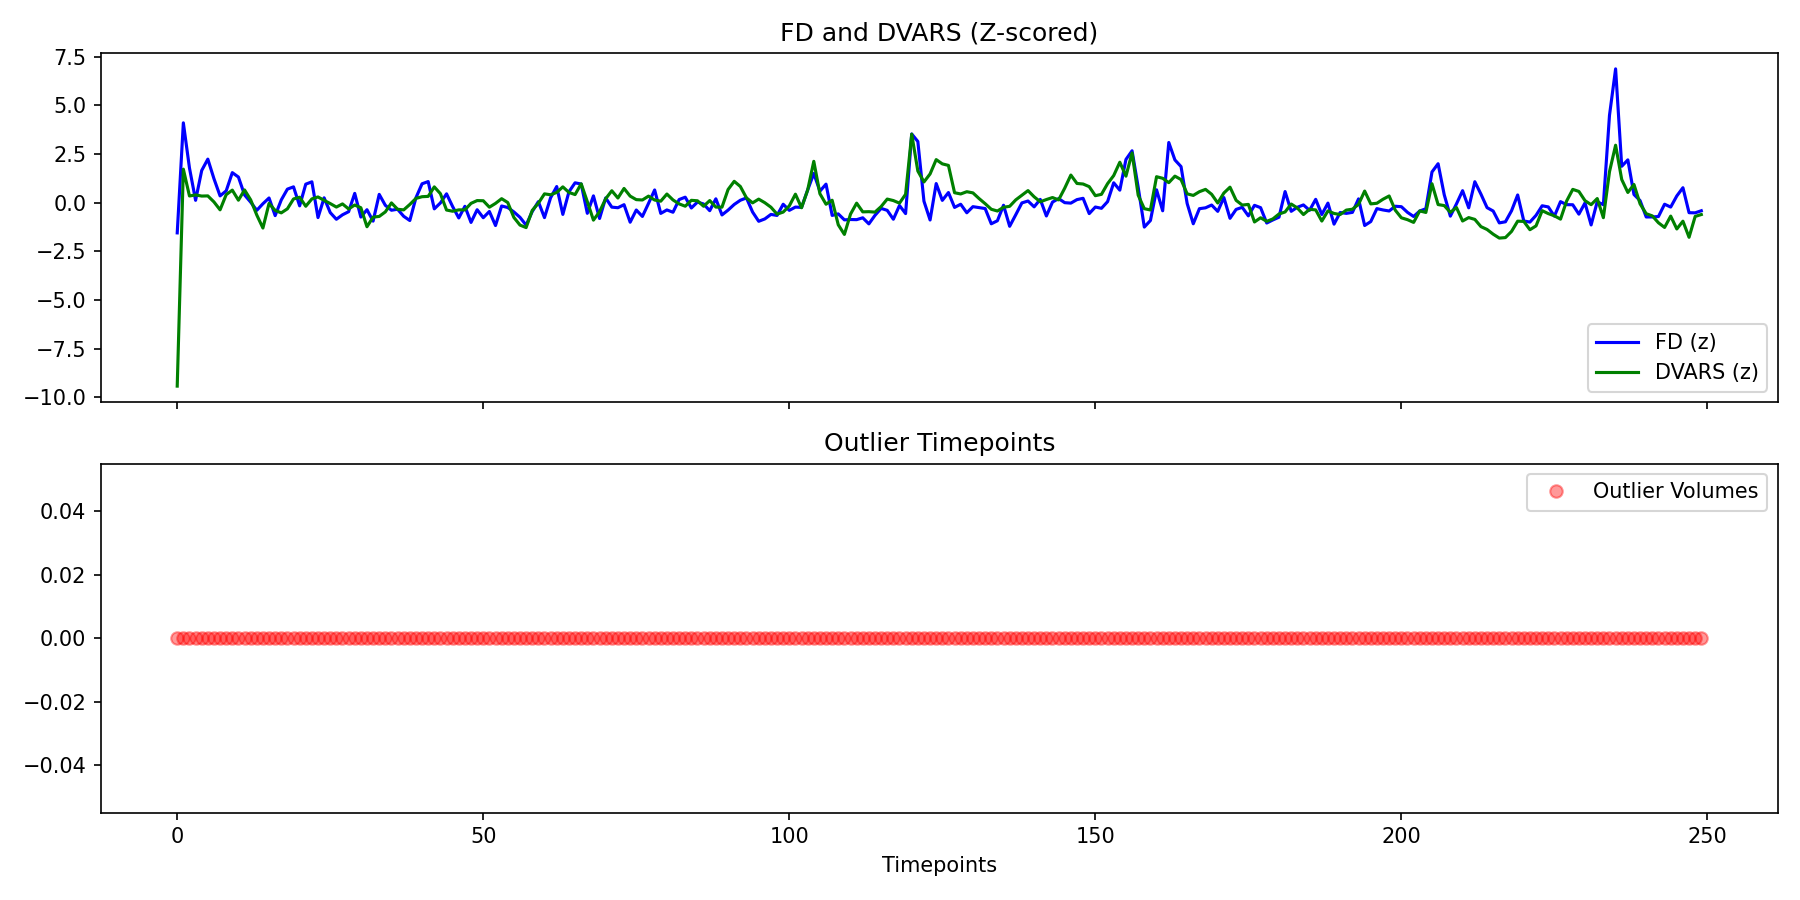 FD and DVARS (Z-scored)
7.5
5.0
2.5
0.0
−2.5
−5.0
−7.5
−10.0
FD (z)
DVARS (z)
Outlier Timepoints
Outlier Volumes
0.04
0.02
0.00
−0.02
−0.04
0 50 100 150 200 250
Timepoints